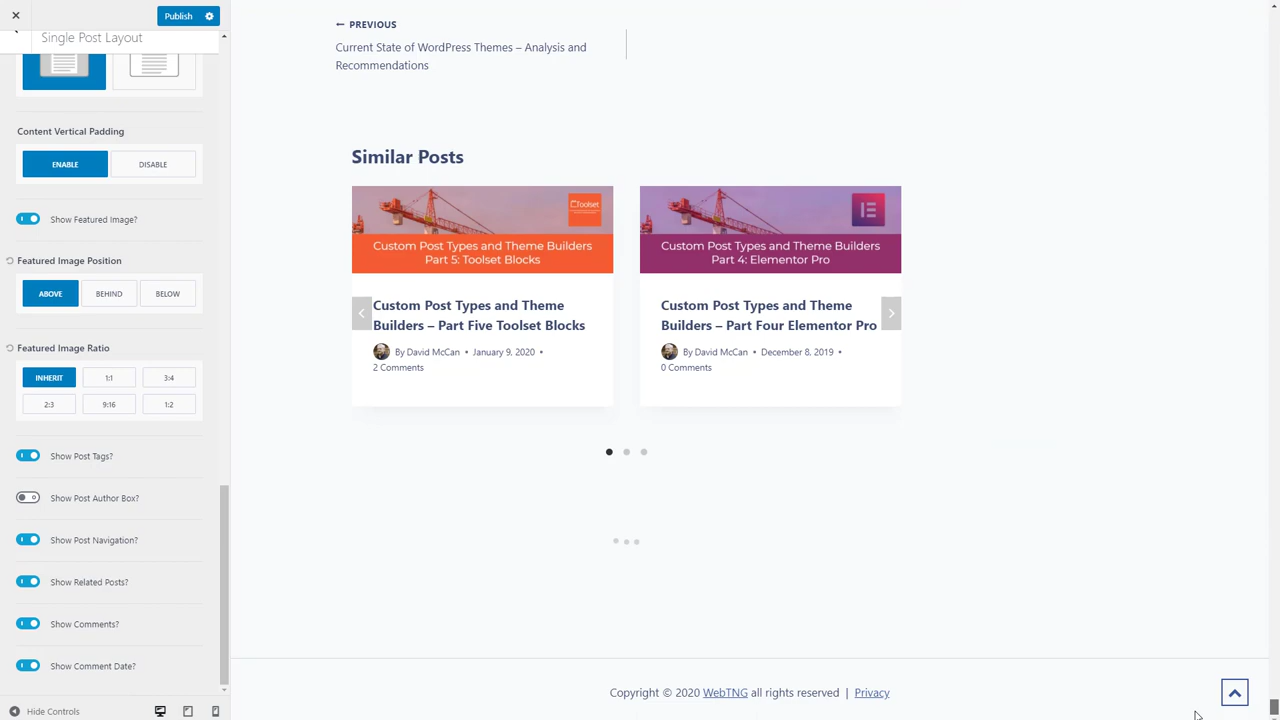 Publish
Single Post Layout
Content Vertical Padding
ENABLE
DISABLE
Show Featured Image?
Featured Image Position
ABOVE
BEHIND
BELOW
Featured Image Ratio
INHERIT
1:1
3:4
2:3
9:16
1:2
Show Post Tags?
Show Post Author Box?
Show Post Navigation?
Show Related Posts?
Show Comments?
Show Comment Date?
Hide Controls
PREVIOUS
Current State of WordPress Themes – Analysis and
Recommendations
Similar Posts
Toolset
Custom Post Types and Theme Builders
Part 5: Toolset Blocks
Custom Post Types and Theme
Builders – Part Five Toolset Blocks
By David McCan • January 9, 2020 •
2 Comments
Custom Post Types and Theme Builders
Part 4: Elementor Pro
Custom Post Types and Theme
Builders – Part Four Elementor Pro
By David McCan • December 8, 2019 •
0 Comments
Copyright © 2020 WebTNG all rights reserved | Privacy